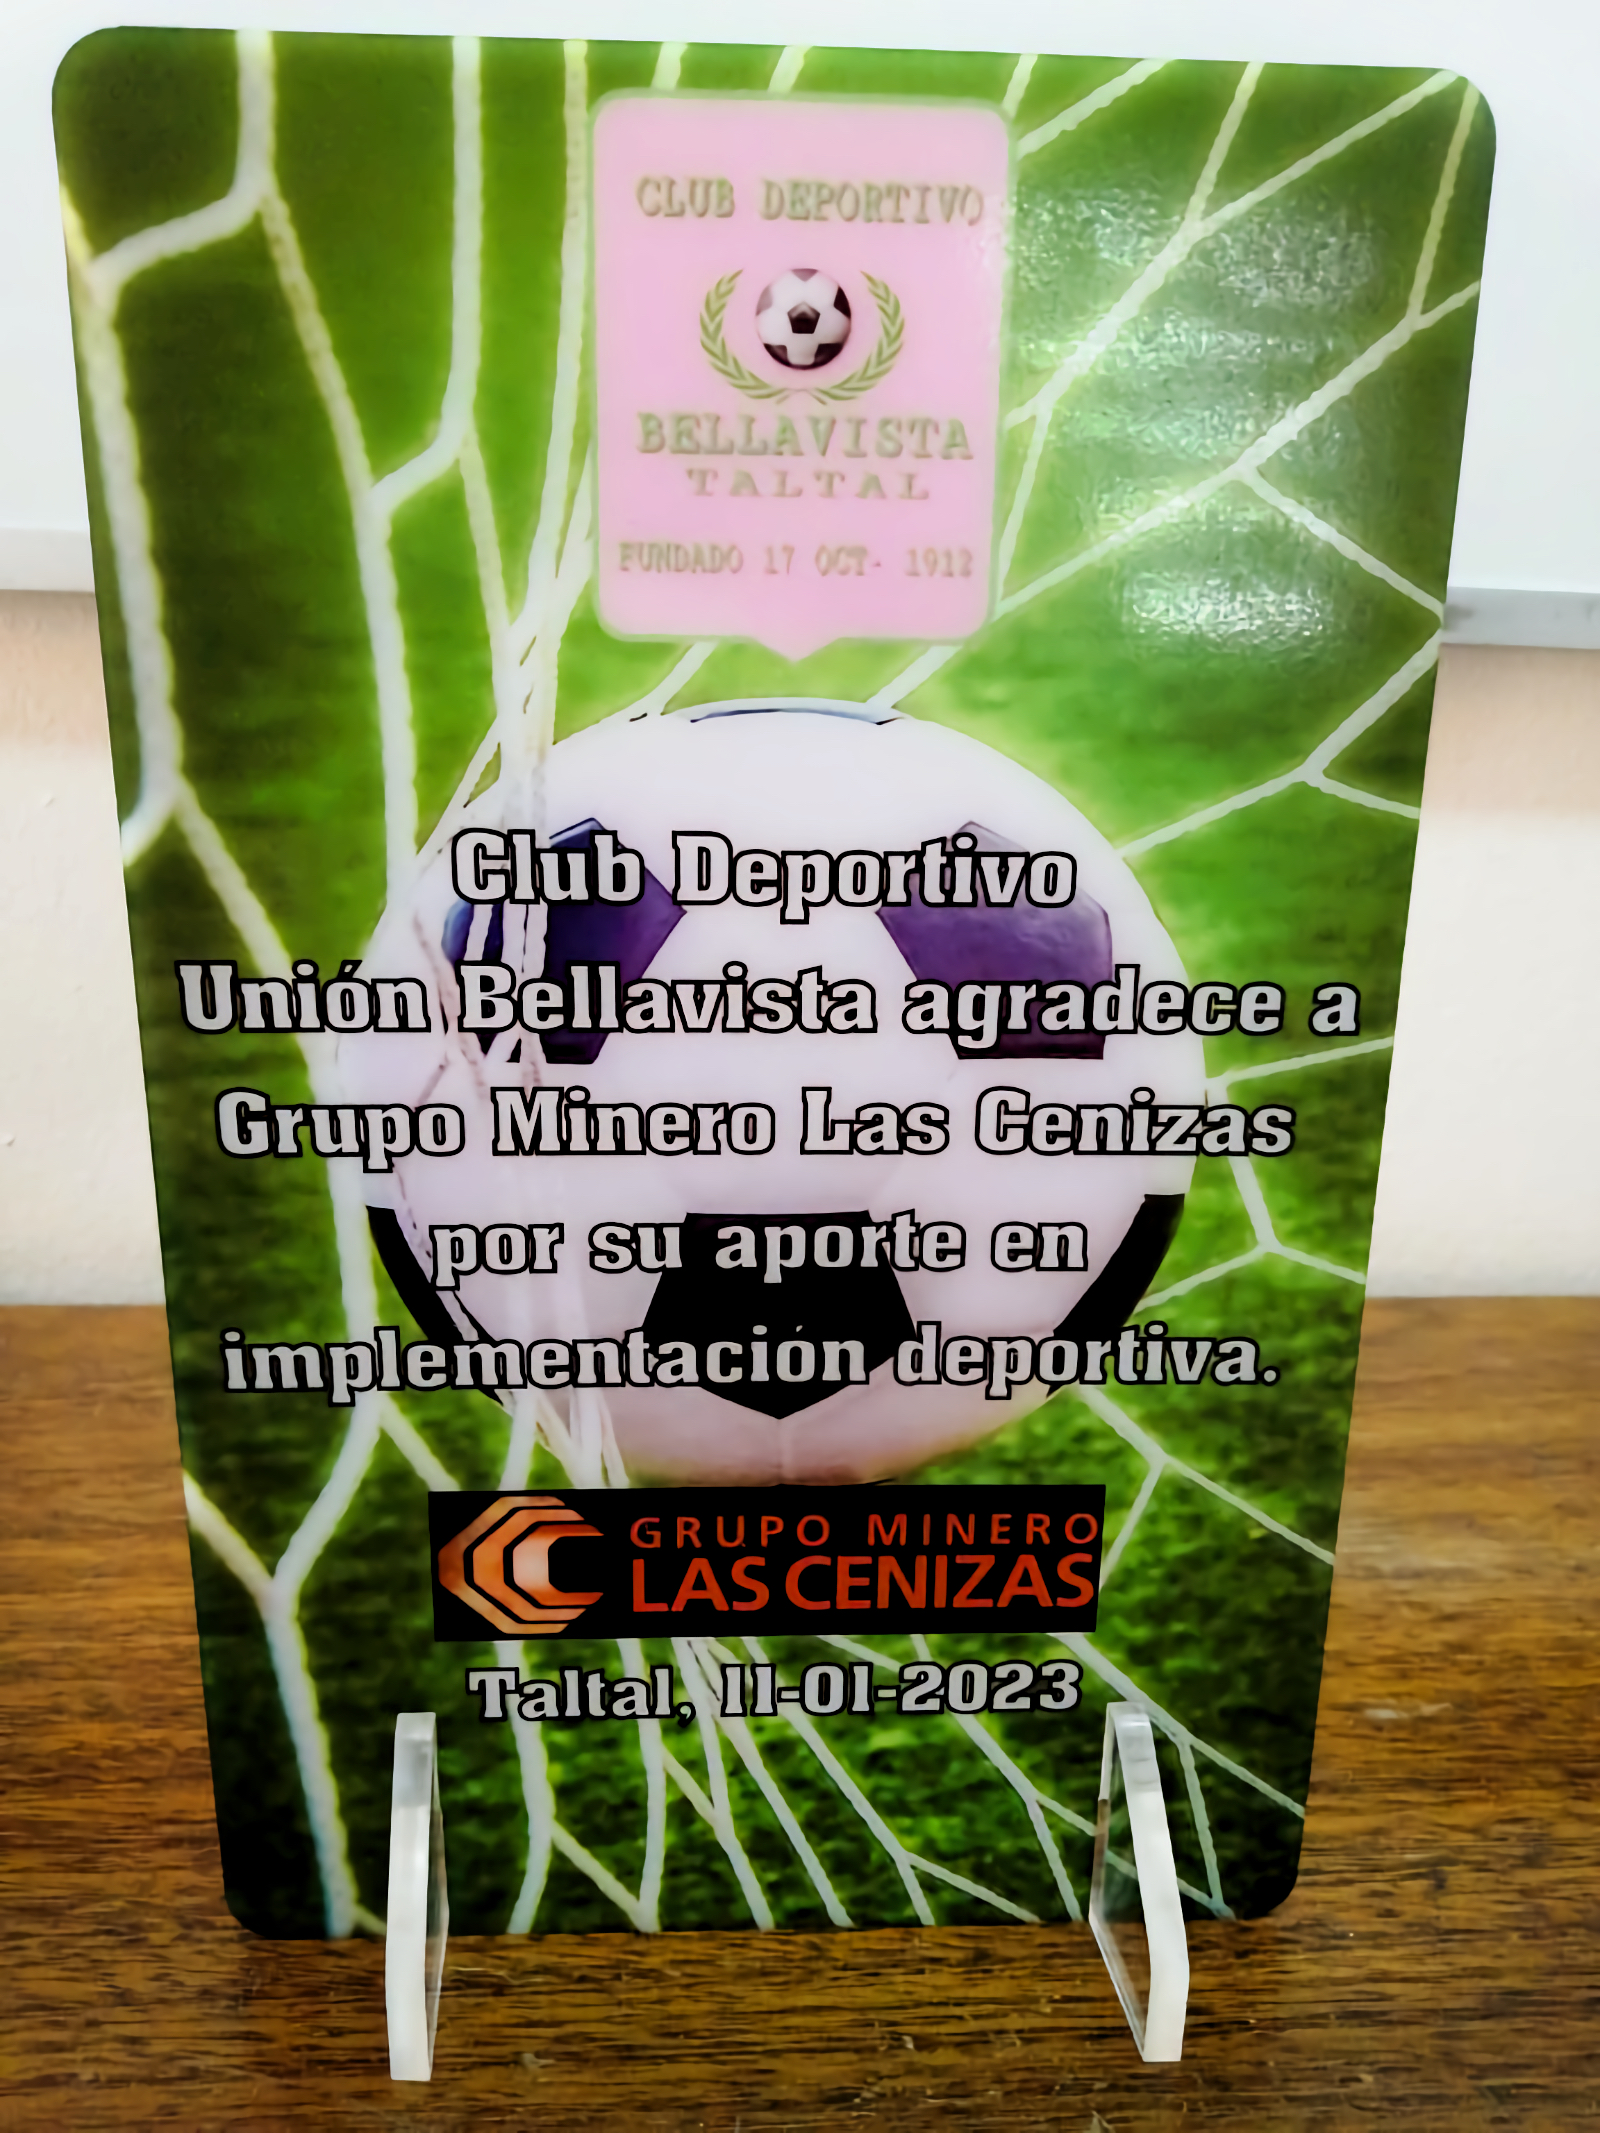 CLUB DEPORTIVO
BELLAVISTA
TALTAL
FUNDADO 17 OCT- 1912
Club Deportivo
Unión Bellavista agradece a
Grupo Minero Las Cenizas
por su aporte en
implementación deportiva.
GRUPO MINERO
LAS CENIZAS
Taltal, 11-01-2023